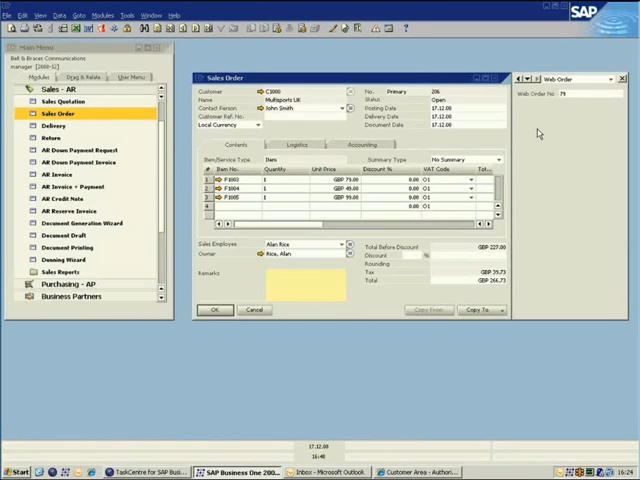 SAP
File Edit View Data Goto Modules Tools Window Help
Main Menu
Belt & Braces Communications
manager [2008-12]
Modules Drag & Relate User Menu
Sales - AR
Sales Quotation
Sales Order
Delivery
Return
AR Down Payment Request
AR Down Payment Invoice
AR Invoice
AR Invoice + Payment
AR Credit Note
AR Reserve Invoice
Document Generation Wizard
Document Draft
Document Printing
Dunning Wizard
Sales Reports
Purchasing - AP
Business Partners
Sales Order
Customer C1000 No. Primary 206
Name Multisports UK Status Open
Contact Person John Smith Posting Date 17.12.08
Customer Ref. No. Delivery Date 17.12.08
Local Currency Document Date 17.12.08
Contents Logistics Accounting
Item/Service Type Item Summary Type No Summary
# Item No. Quantity Unit Price Discount % VAT Code Tot...
1 F1003 1 GBP 79.00 0.00 O1
2 F1004 1 GBP 49.00 0.00 O1
3 F1005 1 GBP 99.00 0.00 O1
4 0.00 O1
Sales Employee Alan Rice Total Before Discount GBP 227.00
Owner Rice, Alan Discount %
Rounding
Remarks Tax GBP 39.73
Total GBP 266.73
OK Cancel Copy From Copy To
Web Order
Web Order No 79
17.12.08
16:48
Start TaskCentre for SAP Busi... SAP Business One 200... Inbox - Microsoft Outlook Customer Area - Authori... 16:24